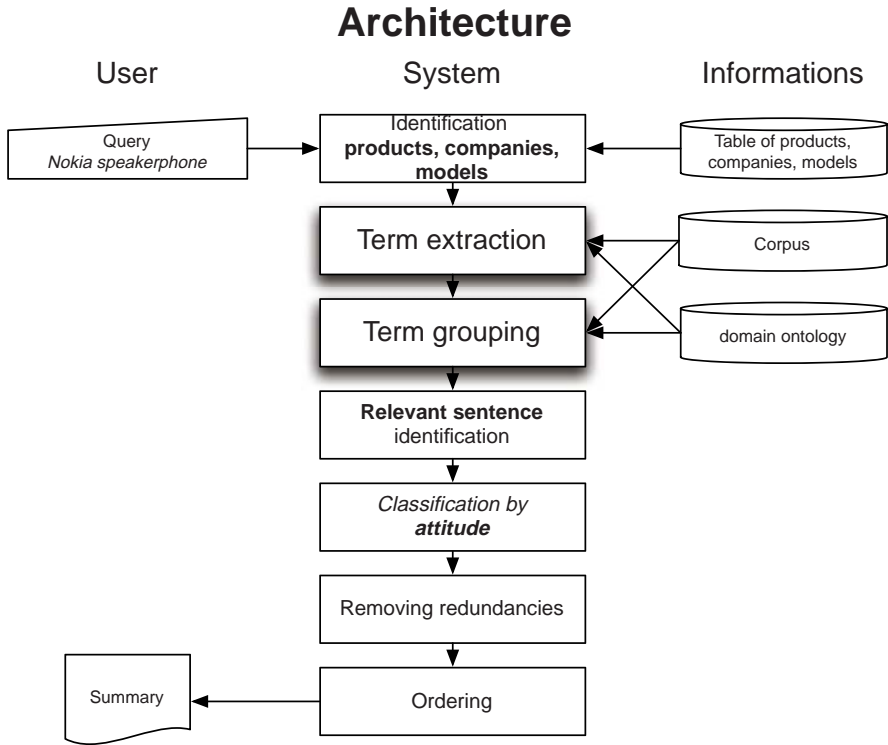 Architecture
User
System
Informations
Query
Nokia speakerphone
Identification
products, companies,
models
Table of products,
companies, models
Term extraction
Corpus
Term grouping
domain ontology
Relevant sentence
identification
Classification by
attitude
Removing redundancies
Summary
Ordering